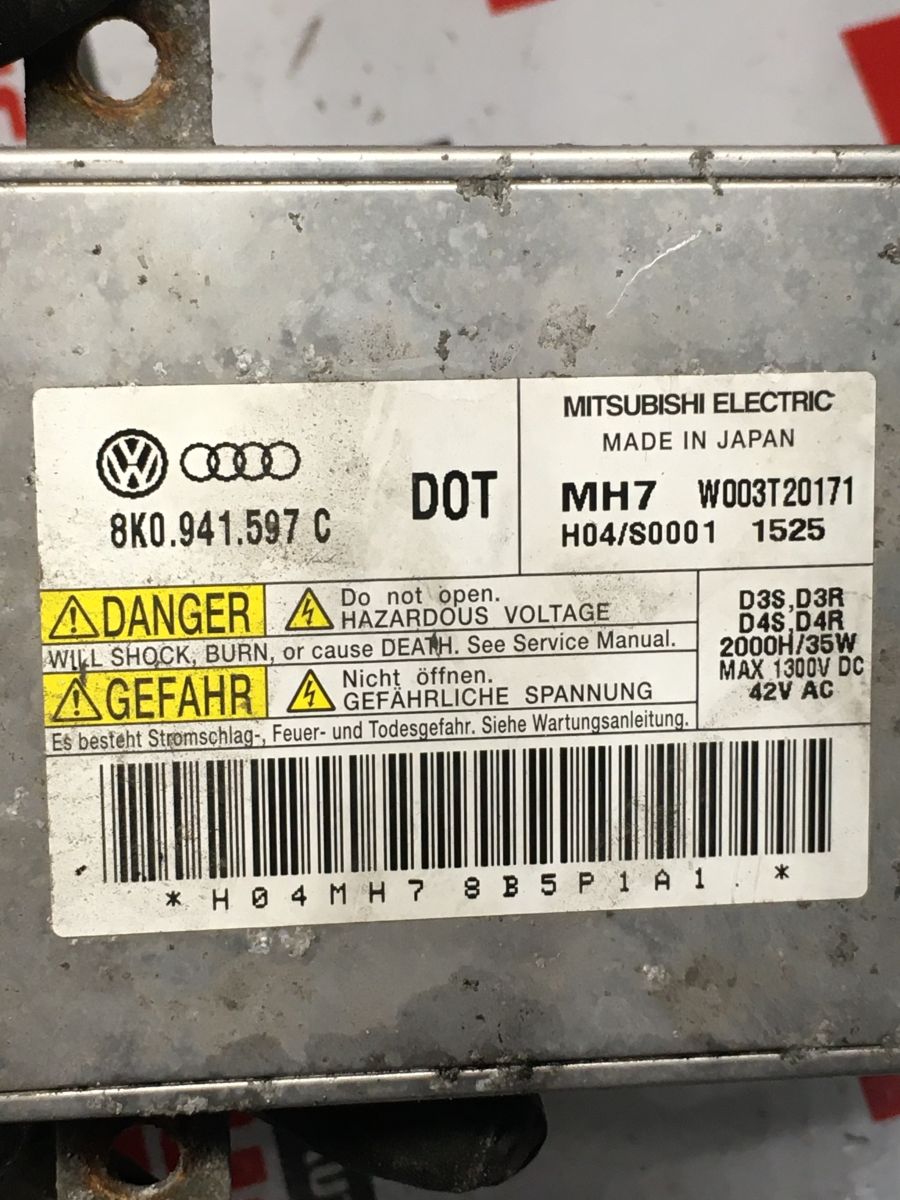 8K0.941.597 C
DOT
MITSUBISHI ELECTRIC
MADE IN JAPAN
MH7 W003T20171
H04/S0001 1525
DANGER
Do not open.
HAZARDOUS VOLTAGE
WILL SHOCK, BURN, or cause DEATH. See Service Manual.
GEFAHR
Nicht öffnen.
GEFÄHRLICHE SPANNUNG
Es besteht Stromschlag-, Feuer- und Todesgefahr. Siehe Wartungsanleitung.
D3S,D3R
D4S,D4R
2000H/35W
MAX 1300V DC
42V AC
*H04MH7 8B5P1A1.*